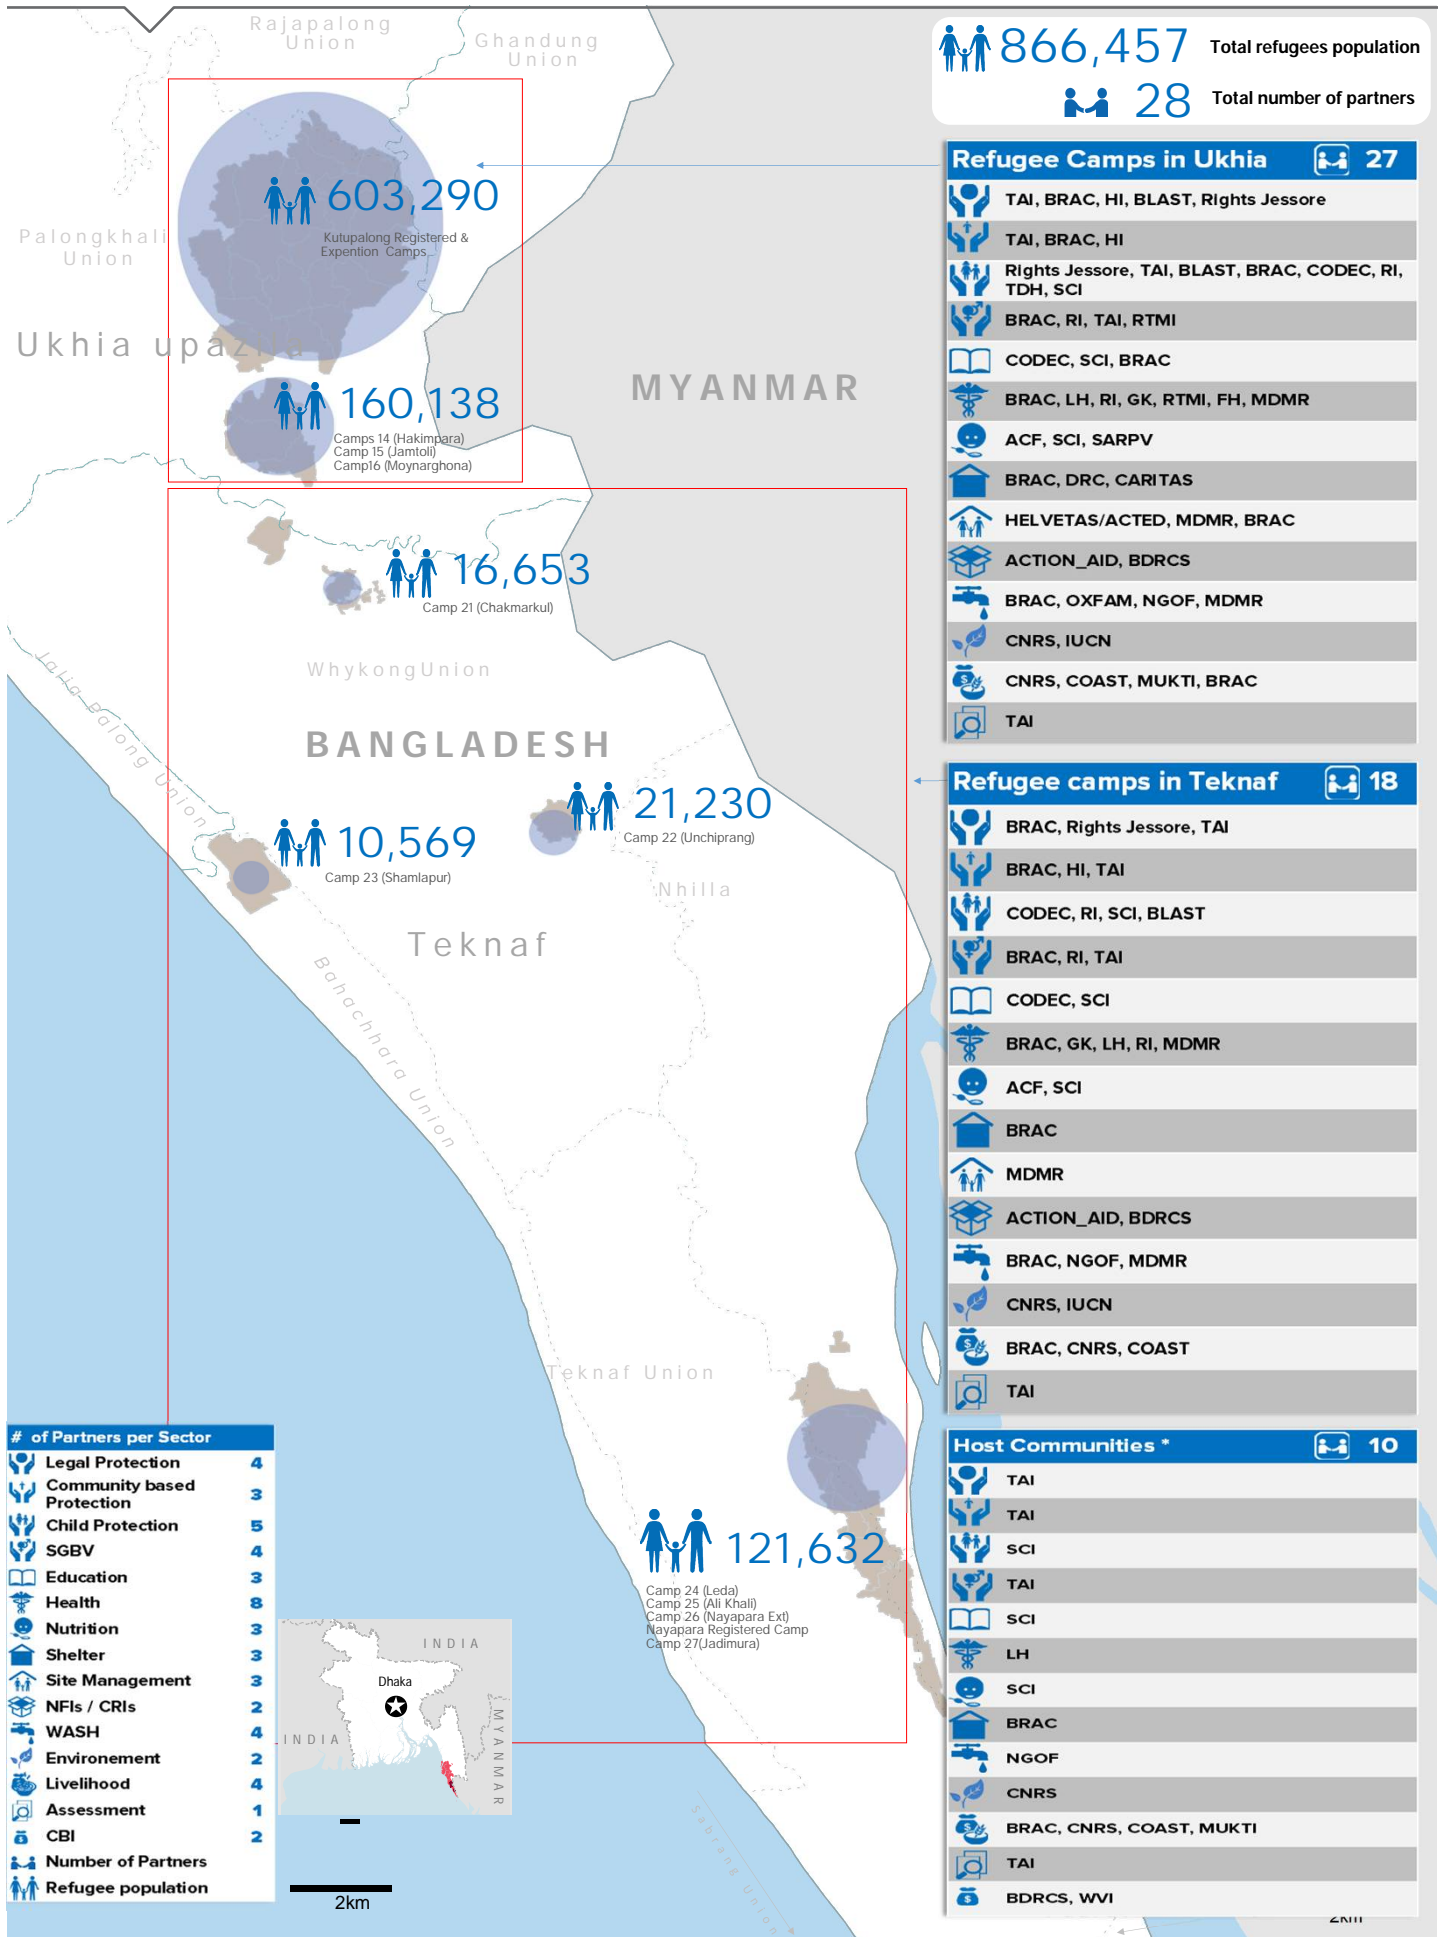 Rajapalong
Union
Ghandung
Union
866,457 Total refugees population
28 Total number of partners
603,290
Kutupalong Registered &
Expention Camps
Palongkhali
Union
Ukhia upazila
160,138
Camps 14 (Hakimpara)
Camp 15 (Jamtoli)
Camp16 (Moynarghona)
MYANMAR
16,653
Camp 21 (Chakmarkul)
WhykongUnion
Jalia Palong Union
BANGLADESH
21,230
Camp 22 (Unchiprang)
10,569
Camp 23 (Shamlapur)
Nhilla
Teknaf
Bahachhara Union
Teknaf Union
121,632
Camp 24 (Leda)
Camp 25 (Ali Khali)
Camp 26 (Nayapara Ext)
Nayapara Registered Camp
Camp 27(Jadimura)
Sabrang Union
Refugee Camps in Ukhia 27
TAI, BRAC, HI, BLAST, Rights Jessore
TAI, BRAC, HI
Rights Jessore, TAI, BLAST, BRAC, CODEC, RI,
TDH, SCI
BRAC, RI, TAI, RTMI
CODEC, SCI, BRAC
BRAC, LH, RI, GK, RTMI, FH, MDMR
ACF, SCI, SARPV
BRAC, DRC, CARITAS
HELVETAS/ACTED, MDMR, BRAC
ACTION_AID, BDRCS
BRAC, OXFAM, NGOF, MDMR
CNRS, IUCN
CNRS, COAST, MUKTI, BRAC
TAI
Refugee camps in Teknaf 18
BRAC, Rights Jessore, TAI
BRAC, HI, TAI
CODEC, RI, SCI, BLAST
BRAC, RI, TAI
CODEC, SCI
BRAC, GK, LH, RI, MDMR
ACF, SCI
BRAC
MDMR
ACTION_AID, BDRCS
BRAC, NGOF, MDMR
CNRS, IUCN
BRAC, CNRS, COAST
TAI
Host Communities * 10
TAI
TAI
SCI
TAI
SCI
LH
SCI
BRAC
NGOF
CNRS
BRAC, CNRS, COAST, MUKTI
TAI
BDRCS, WVI
2km
# of Partners per Sector
Legal Protection 4
Community based
Protection 3
Child Protection 5
SGBV 4
Education 3
Health 8
Nutrition 3
Shelter 3
Site Management 3
NFIs / CRIs 2
WASH 4
Environement 2
Livelihood 4
Assessment 1
CBI 2
Number of Partners
Refugee population
INDIA
Dhaka
INDIA
MYANMAR
2km